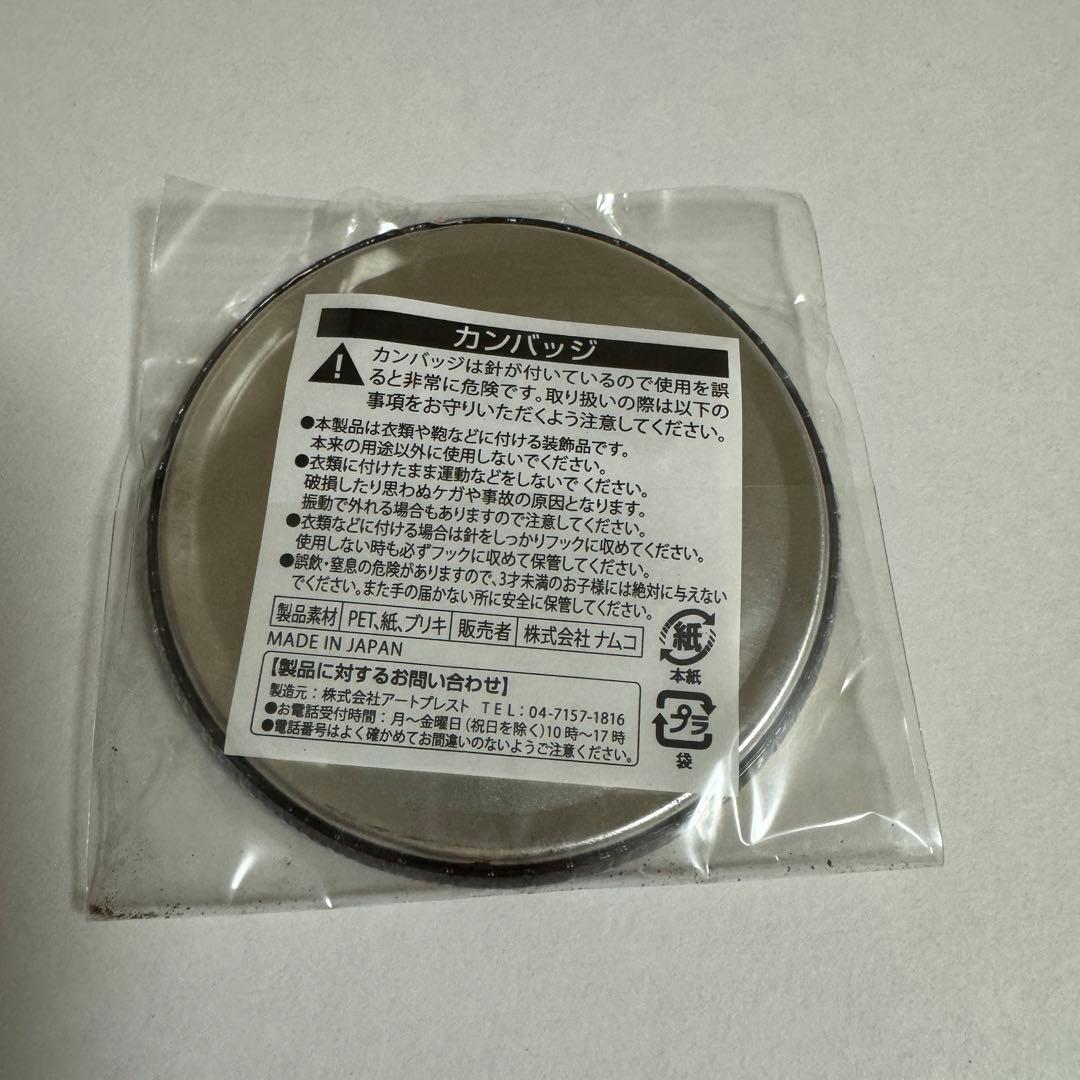 カンバッジ
カンバッジは針が付いているので使用を誤
ると非常に危険です。取り扱いの際は以下の
事項をお守りいただくよう注意してください。
●本製品は衣類や鞄などに付ける装飾品です。
本来の用途以外に使用しないでください。
●衣類に付けたまま運動などをしないで ください。
破損したり思わぬケガや事故の原因となります。
振動で外れる場合もありますので注意してください。
●衣類などに付ける場合は針をしっかりフックに収めてください。
使用しない時も必ずフックに収めて保管してください。
●誤飲・窒息の危険がありますので、3才未満のお子様には絶対に与えない
でください。また手の届かない所に安全に保管してください。
製品素材 PET、紙、ブリキ 販売者 株式会社 ナムコ
MADE IN JAPAN
【製品に対するお問い合わせ】
製造元：株式会社アートプレスト TEL：04-7157-1816
●お電話受付時間：月〜金曜日(祝日を除く)10時〜17時
●電話番号はよく確かめてお間違いのないようご注意ください。
紙
本紙
プラ
袋